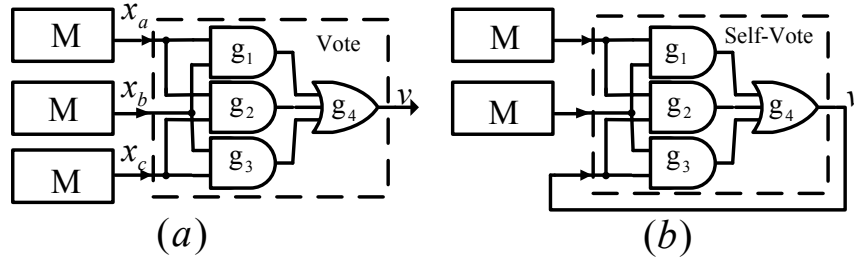 M
x_a
g_1
Vote
M
x_b
g_2
g_4
v
M
x_c
g_3
(a)
M
g_1
Self-Vote
M
g_2
g_4
v
g_3
(b)